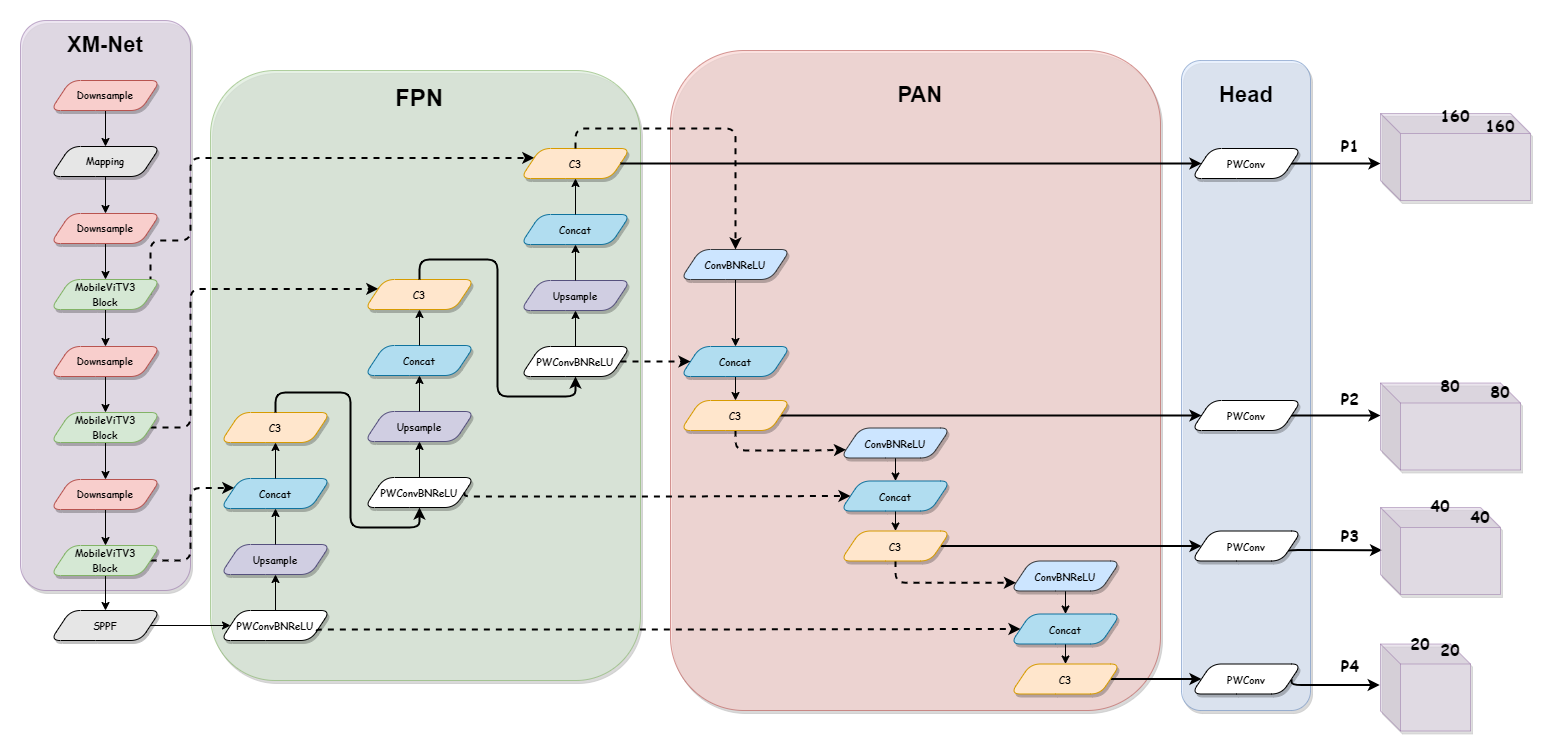 XM-Net
Downsample
Mapping
Downsample
MobileViTV3
Block
Downsample
MobileViTV3
Block
Downsample
MobileViTV3
Block
SPPF
FPN
C3
Concat
Upsample
PWConvBNReLU
C3
Concat
Upsample
PWConvBNReLU
C3
Concat
Upsample
PWConvBNReLU
PAN
ConvBNReLU
Concat
C3
ConvBNReLU
Concat
C3
ConvBNReLU
Concat
C3
Head
PWConv
PWConv
PWConv
PWConv
P1
160
160
P2
80
80
P3
40
40
P4
20
20